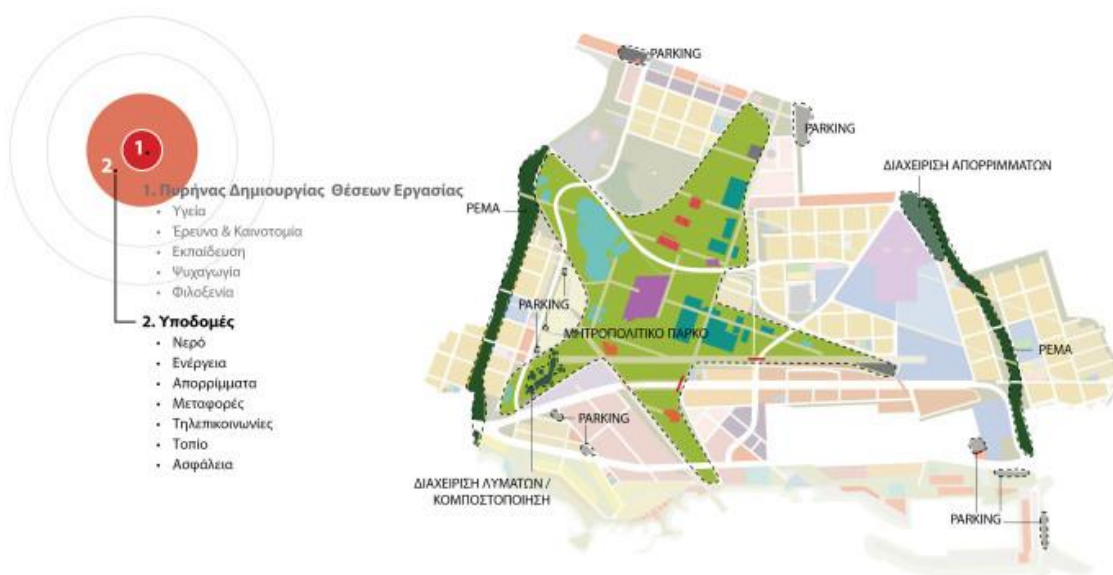 1.
2
1. Πυρήνας Δημιουργίας Θέσεων Εργασίας
• Υγεία
• Έρευνα & Καινοτομία
• Εκπαίδευση
• Ψυχαγωγία
• Φιλοξενία
2. Υποδομές
• Νερό
• Ενέργεια
• Απορρίμματα
• Μεταφορές
• Τηλεπικοινωνίες
• Τοπίο
• Ασφάλεια
PARKING
PARKING
ΔΙΑΧΕΙΡΙΣΗ ΑΠΟΡΡΙΜΜΑΤΩΝ
ΡΕΜΑ
PARKING
ΜΗΤΡΟΠΟΛΙΤΙΚΟ ΠΑΡΚΟ
ΡΕΜΑ
PARKING
ΔΙΑΧΕΙΡΙΣΗ ΛΥΜΑΤΩΝ /
ΚΟΜΠΟΣΤΟΠΟΙΗΣΗ
PARKING